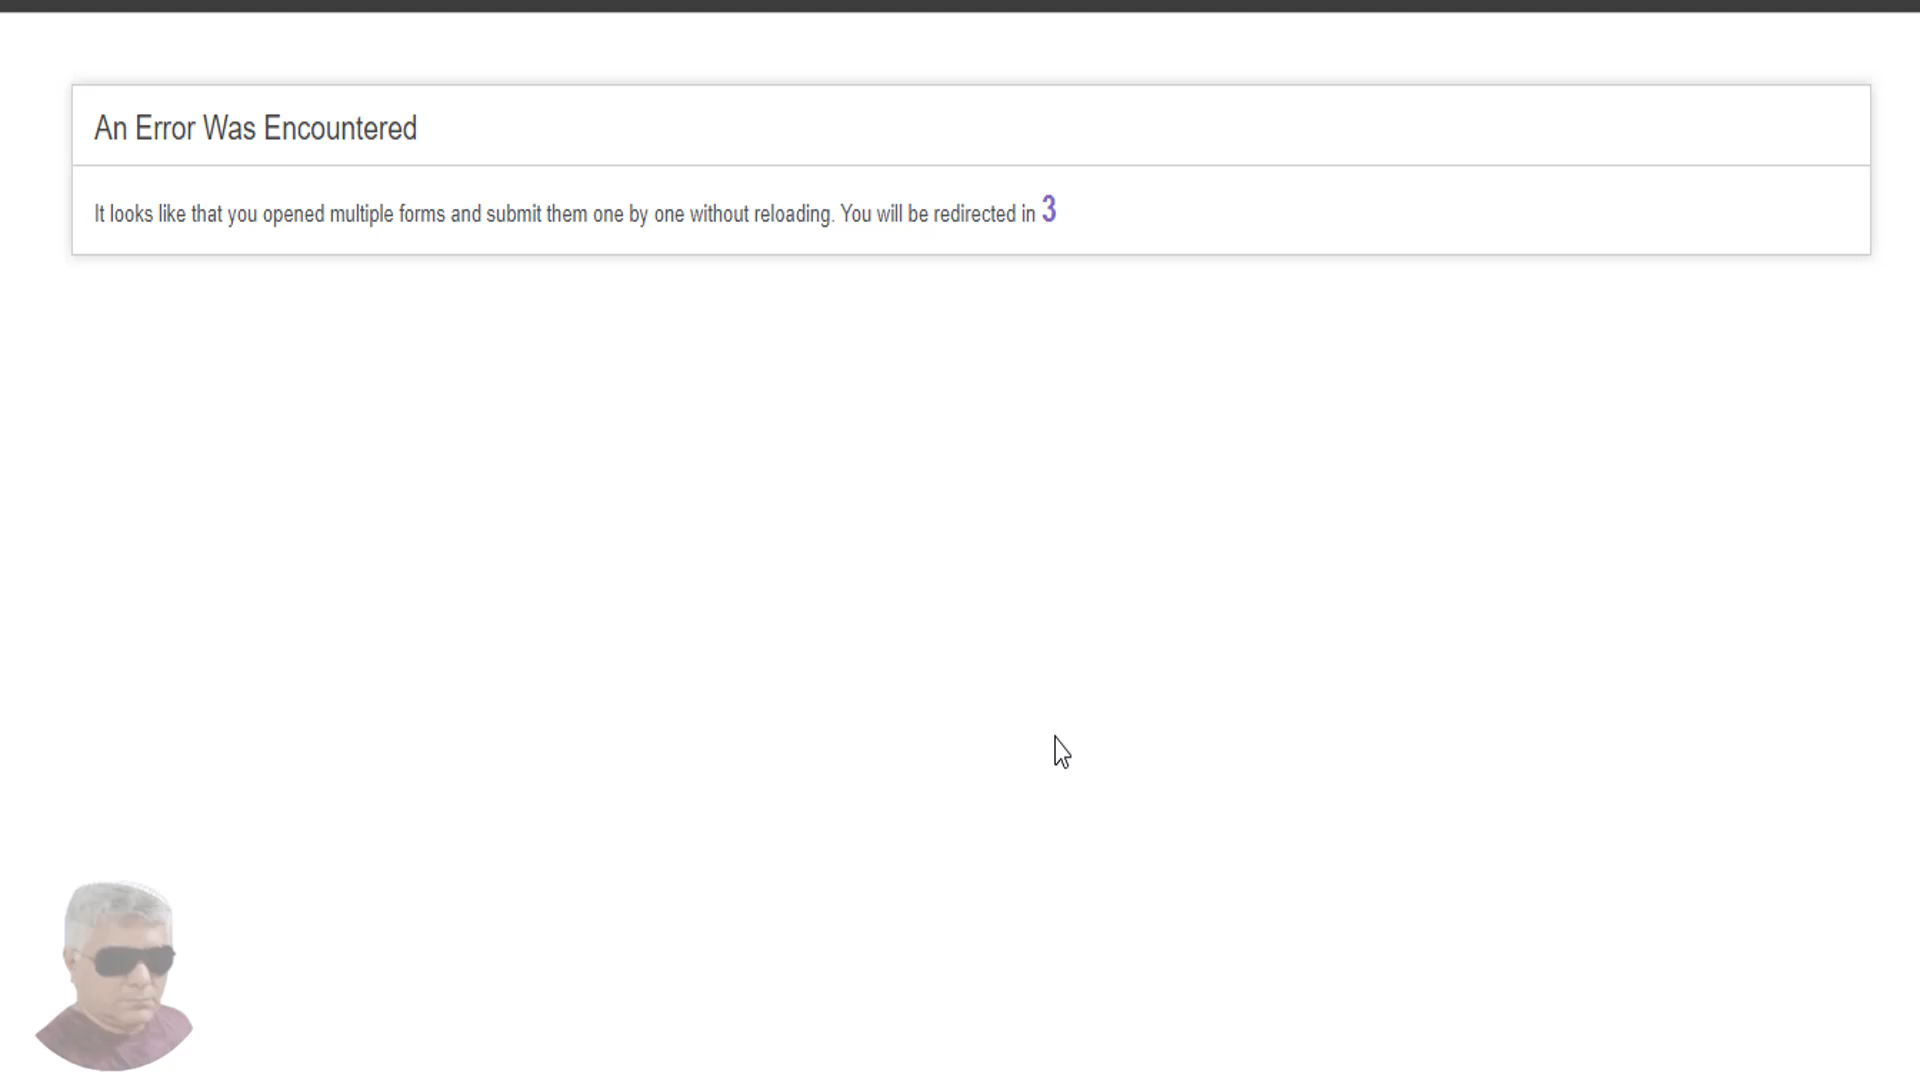 An Error Was Encountered
It looks like that you opened multiple forms and submit them one by one without reloading. You will be redirected in 3